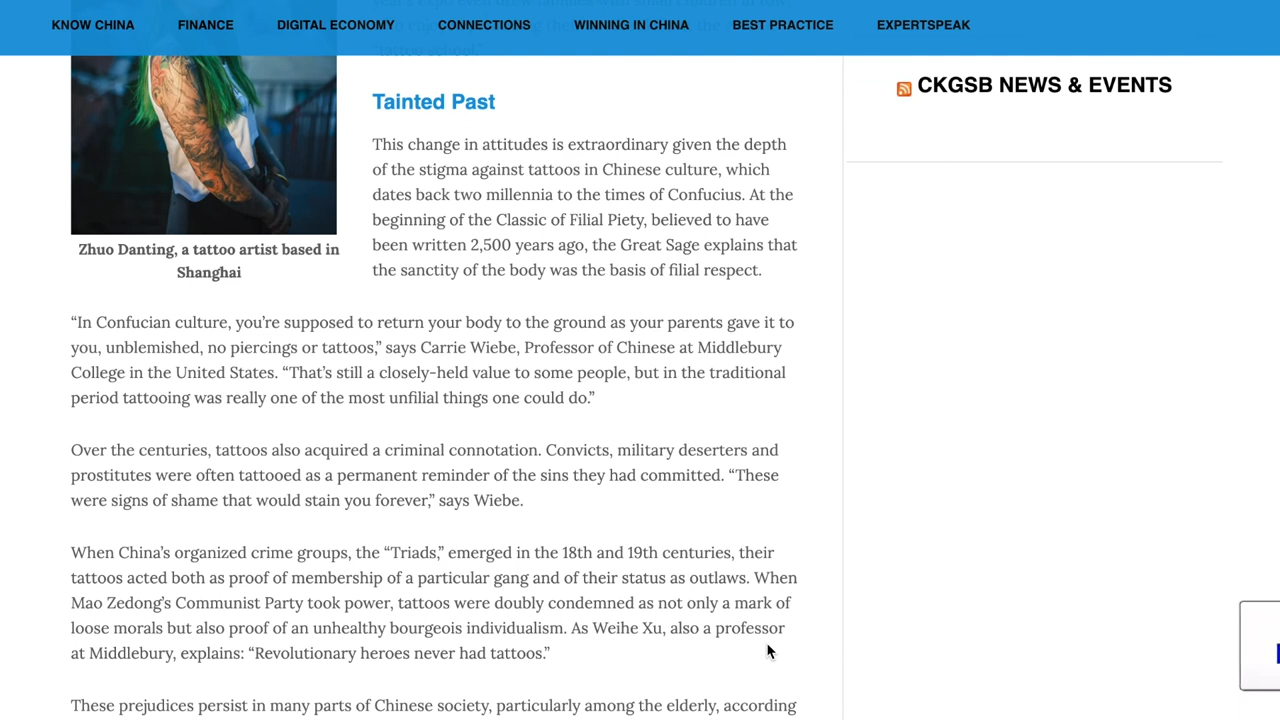 KNOW CHINA FINANCE DIGITAL ECONOMY CONNECTIONS WINNING IN CHINA BEST PRACTICE EXPERTSPEAK
Tainted Past
This change in attitudes is extraordinary given the depth
of the stigma against tattoos in Chinese culture, which
dates back two millennia to the times of Confucius. At the
beginning of the Classic of Filial Piety, believed to have
been written 2,500 years ago, the Great Sage explains that
the sanctity of the body was the basis of filial respect.
Zhuo Danting, a tattoo artist based in
Shanghai
“In Confucian culture, you’re supposed to return your body to the ground as your parents gave it to
you, unblemished, no piercings or tattoos,” says Carrie Wiebe, Professor of Chinese at Middlebury
College in the United States. “That’s still a closely-held value to some people, but in the traditional
period tattooing was really one of the most unfilial things one could do.”
Over the centuries, tattoos also acquired a criminal connotation. Convicts, military deserters and
prostitutes were often tattooed as a permanent reminder of the sins they had committed. “These
were signs of shame that would stain you forever,” says Wiebe.
When China’s organized crime groups, the “Triads,” emerged in the 18th and 19th centuries, their
tattoos acted both as proof of membership of a particular gang and of their status as outlaws. When
Mao Zedong’s Communist Party took power, tattoos were doubly condemned as not only a mark of
loose morals but also proof of an unhealthy bourgeois individualism. As Weihe Xu, also a professor
at Middlebury, explains: “Revolutionary heroes never had tattoos.”
These prejudices persist in many parts of Chinese society, particularly among the elderly, according
CKGSB NEWS & EVENTS